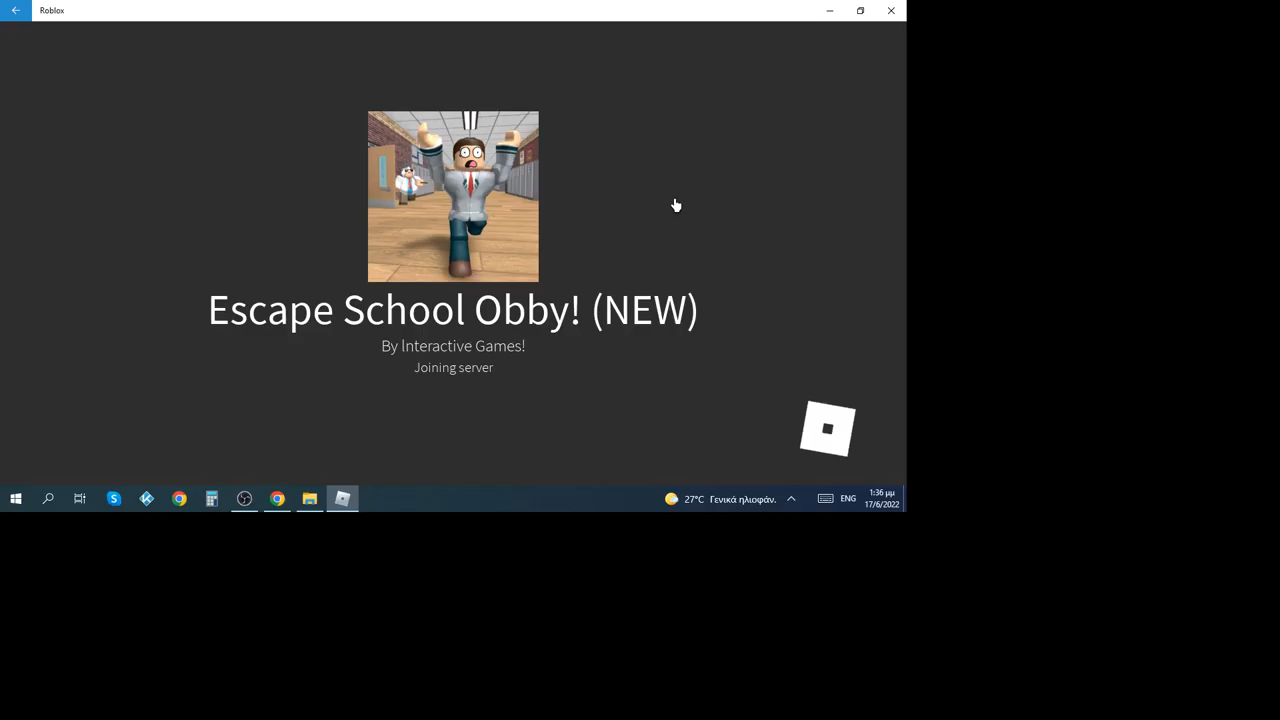 Roblox
Escape School Obby! (NEW)
By Interactive Games!
Joining server
27°C Γενικά ηλιοφάν.
ENG
1:36 μμ
17/6/2022